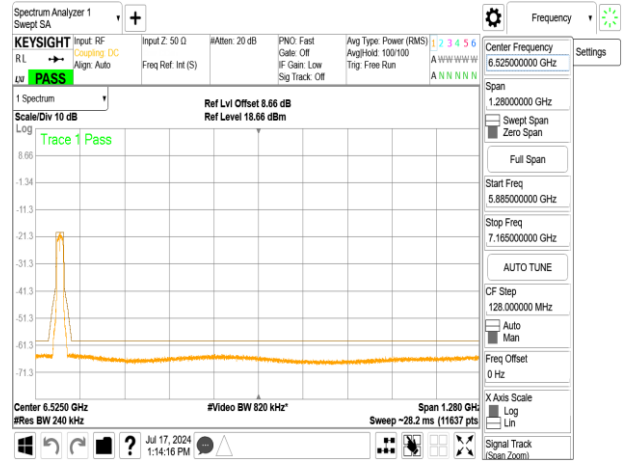 Spectrum Analyzer 1
Swept SA
Frequency
KEYSIGHT
RL
LW PASS
Input: RF
Coupling: DC
Align: Auto
Input Z: 50 Ω
Freq Ref: Int (S)
#Atten: 20 dB
PNO: Fast
Gate: Off
IF Gain: Low
Sig Track: Off
Avg Type: Power (RMS)
Avg|Hold: 100/100
Trig: Free Run
1 2 3 4 5 6
A W W W W W
A N N N N N
Center Frequency
6.525000000 GHz
Settings
Span
1.28000000 GHz
Swept Span
Zero Span
Full Span
Start Freq
5.885000000 GHz
Stop Freq
7.165000000 GHz
AUTO TUNE
CF Step
128.000000 MHz
Auto
Man
Freq Offset
0 Hz
X Axis Scale
Log
Lin
Signal Track
(Span Zoom)
1 Spectrum
Scale/Div 10 dB
Ref Lvl Offset 8.66 dB
Ref Level 18.66 dBm
Log
Trace 1 Pass
8.66
-1.34
-11.3
-21.3
-31.3
-41.3
-51.3
-61.3
-71.3
Center 6.5250 GHz
#Res BW 240 kHz
#Video BW 820 kHz*
Span 1.280 GHz
Sweep ~28.2 ms (11637 pts
?
Jul 17, 2024
1:14:16 PM